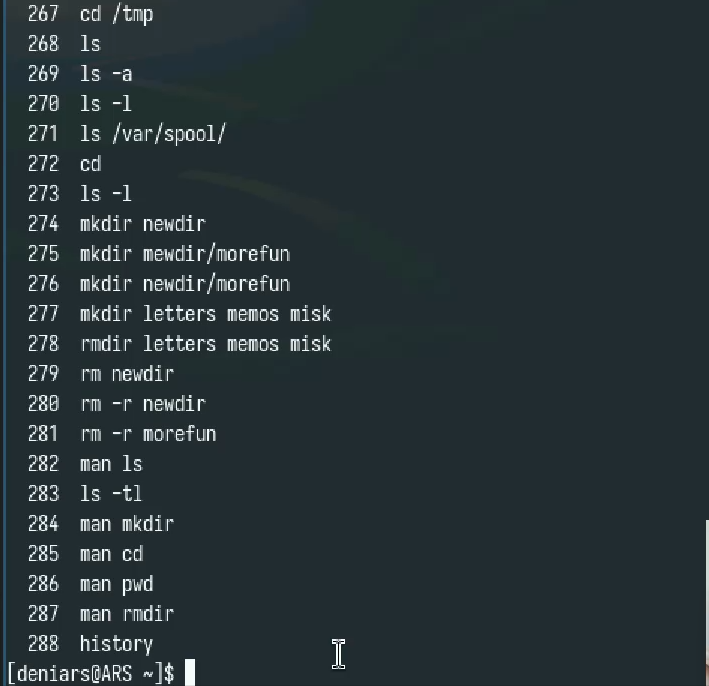 267 cd /tmp
268 ls
269 ls -a
270 ls -l
271 ls /var/spool/
272 cd
273 ls -l
274 mkdir newdir
275 mkdir mewdir/morefun
276 mkdir newdir/morefun
277 mkdir letters memos misk
278 rmdir letters memos misk
279 rm newdir
280 rm -r newdir
281 rm -r morefun
282 man ls
283 ls -tl
284 man mkdir
285 man cd
286 man pwd
287 man rmdir
288 history
[deniars@ARS ~]$